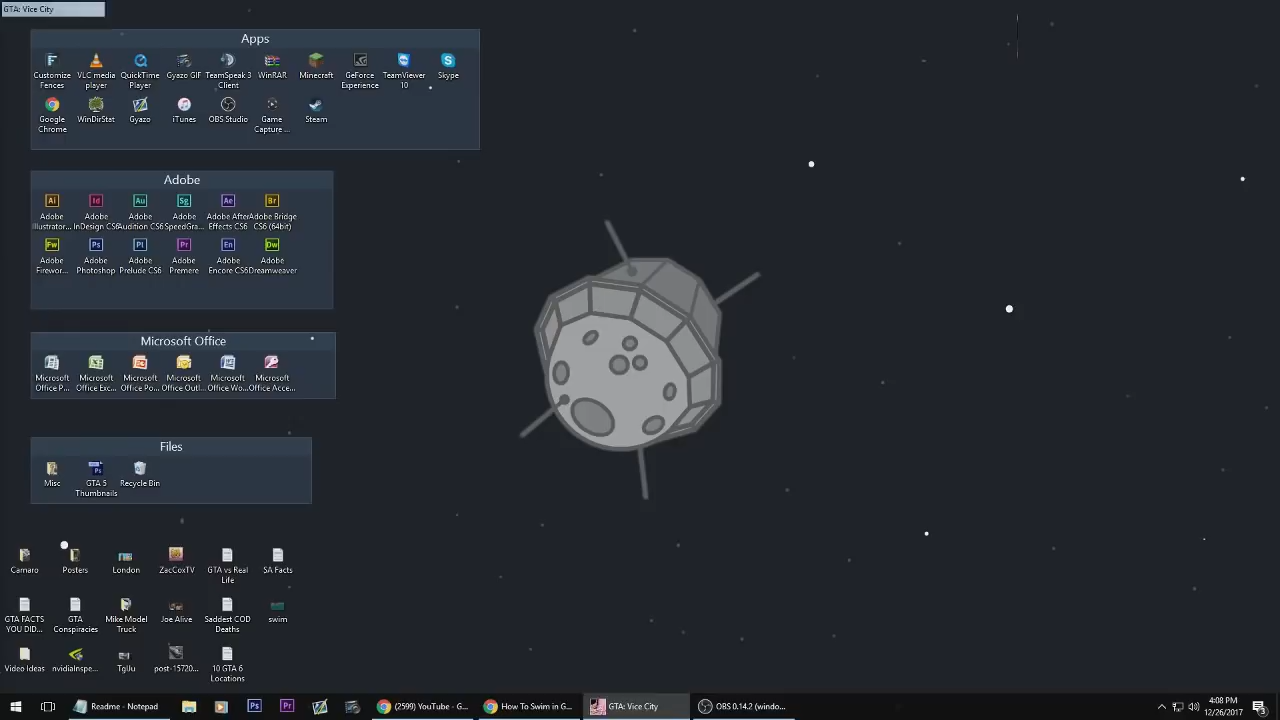 GTA: Vice City
Apps
Customize Fences
VLC media player
QuickTime Player
Gyazo GIF
TeamSpeak 3 Client
WinRAR
Minecraft
GeForce Experience
TeamViewer 10
Skype
Google Chrome
WinDirStat
Gyazo
iTunes
OBS Studio
Game Capture ...
Steam
Adobe
Adobe Illustrator...
Adobe InDesign CS6
Adobe Audition CS6
Adobe SpeedGra...
Adobe After Effects CS6
Adobe Bridge CS6 (64bit)
Adobe Firewor...
Adobe Photoshop
Adobe Prelude CS6
Adobe Premere
Adobe Encore CS6
Adobe Dreamweaver
Microsoft Office
Microsoft Office P...
Microsoft Office Exc...
Microsoft Office Po...
Microsoft Office Outl...
Microsoft Office Wo...
Microsoft Office Acce...
Files
Misc
GTA 5 Thumbnails
Recycle Bin
Camaro
Posters
London
ZacCoxTV
GTA vs Real Life
SA Facts
GTA FACTS YOU DID...
GTA Conspiracies
Mike Model Truck
Joe Alive
Saddest COD Deaths
swim
Video Ideas
nvidiaInspe...
TglJu
post-15720...
10 GTA 6 Locations
Readme - Notepad
(2599) YouTube - G...
How To Swim in G...
GTA: Vice City
OBS 0.14.2 (windo...
4:08 PM
12/26/2017